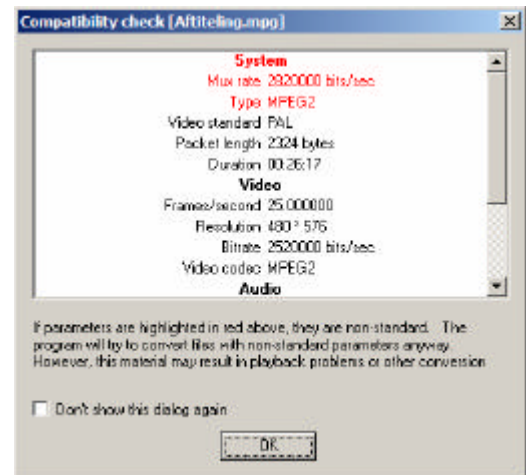 Compatibility check [Aftiteling.mpg]
System
Mux rate 2820000 bits/sec
Type MPEG2
Video standard PAL
Packet length 2324 bytes
Duration 00:26:17
Video
Frames/second 25.000000
Resolution 480 * 576
Bitrate 2520000 bits/sec
Video codec MPEG2
Audio
If parameters are highlighted in red above, they are non-standard. The
program will try to convert files with non-standard parameters anyway.
However, this material may result in playback problems or other conversion
Don't show this dialog again
OK